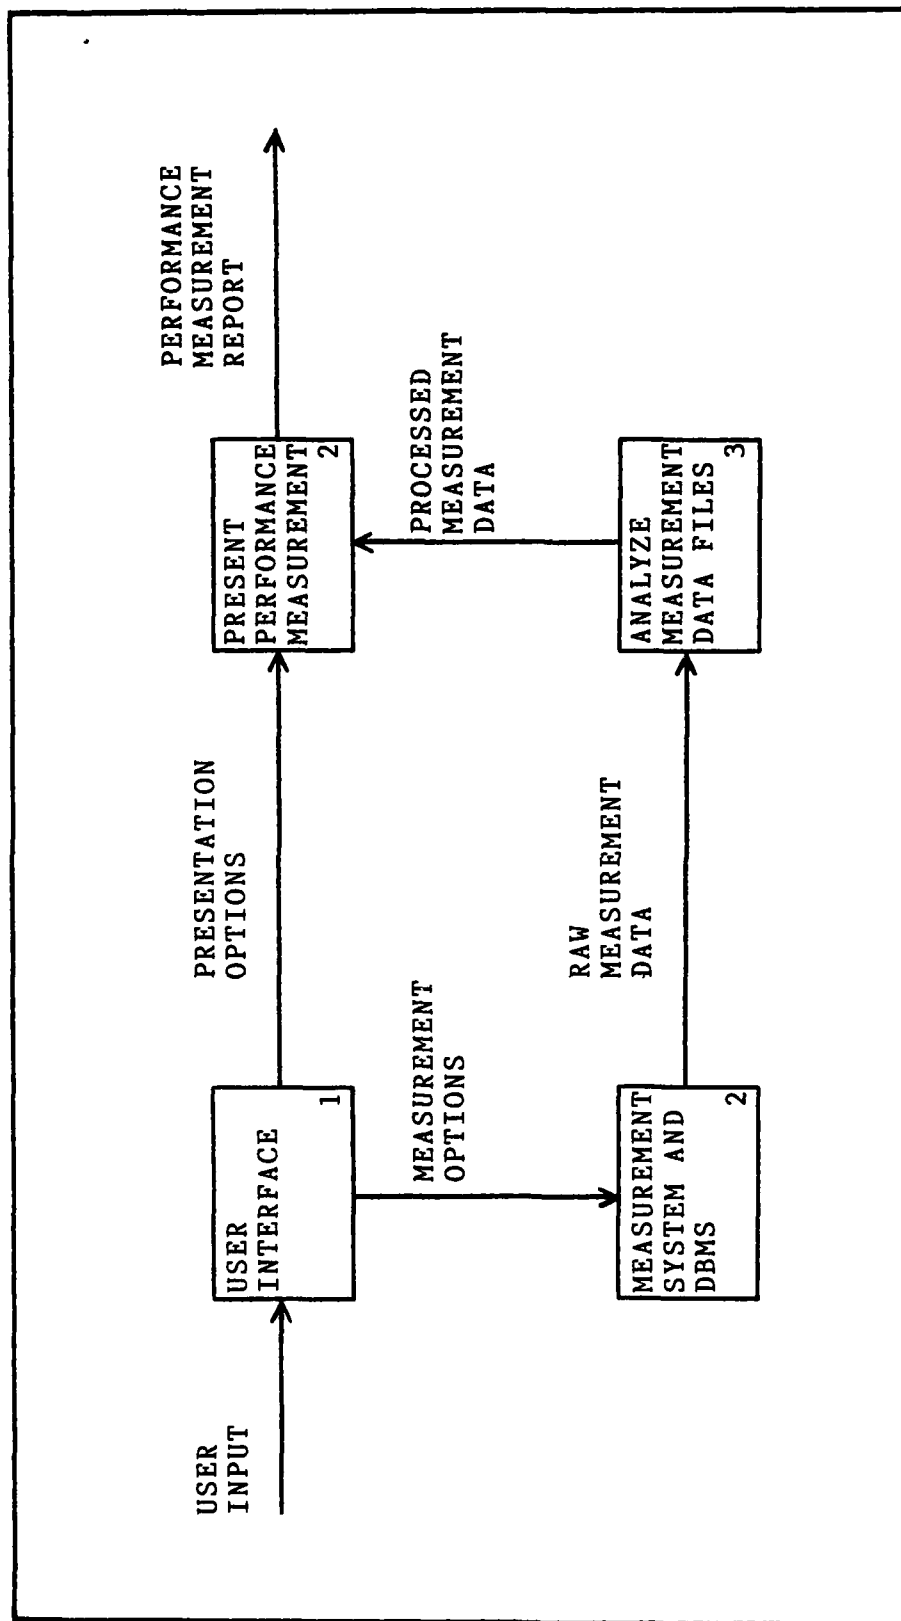 USER
INPUT
USER
INTERFACE
1
PRESENTATION
OPTIONS
PRESENT
PERFORMANCE
MEASUREMENT
2
PERFORMANCE
MEASUREMENT
REPORT
MEASUREMENT
OPTIONS
PROCESSED
MEASUREMENT
DATA
MEASUREMENT
SYSTEM AND
DBMS
2
RAW
MEASUREMENT
DATA
ANALYZE
MEASUREMENT
DATA FILES
3